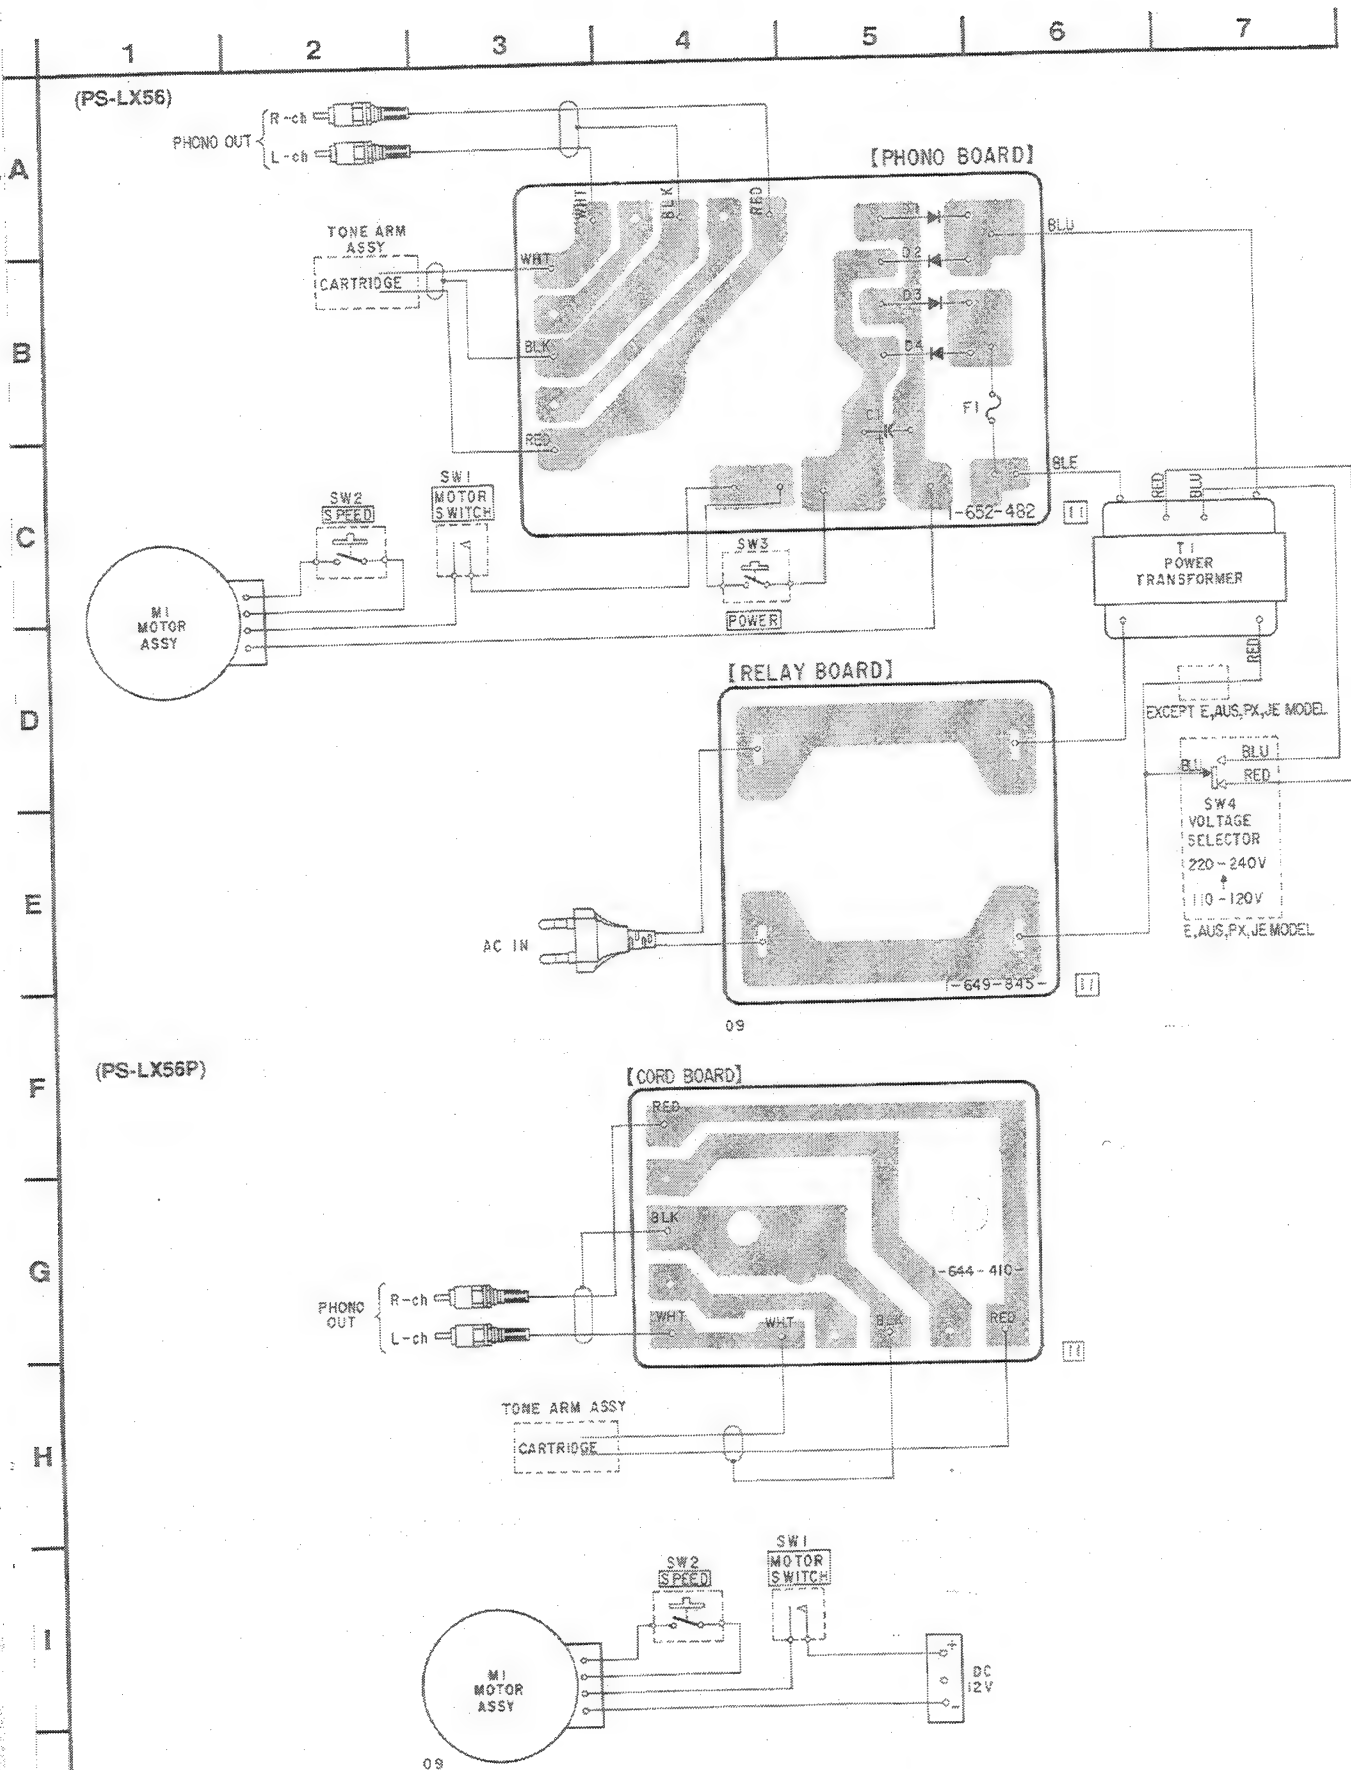 1 2 3 4 5 6 7
(PS-LX56)
A
R-ch
PHONO OUT
L-ch
[PHONO BOARD]
WHT BLK RED
TONE ARM
ASSY
CARTRIDGE
WHT
BLU
D2
D3
B
BLK
D4
F1
C1
+
RED
BLE
RED
BLU
SW1
MOTOR
SWITCH
SW2
SPEED
1-652-482
11
C
SW3
POWER
T1
POWER
TRANSFORMER
M1
MOTOR
ASSY
RED
[RELAY BOARD]
D
EXCEPT E,AUS,PX,JE MODEL
BLU
BLU
RED
SW4
VOLTAGE
SELECTOR
220-240V
110-120V
E
AC IN
E,AUS,PX,JE MODEL
1-649-845-
11
09
(PS-LX56P)
F
[CORD BOARD]
RED
BLK
G
1-644-410-
PHONO
OUT
R-ch
L-ch
WHT WHT BLK RED
11
TONE ARM ASSY
CARTRIDGE
H
SW1
MOTOR
SWITCH
SW2
SPEED
I
M1
MOTOR
ASSY
+
DC
12V
-
09